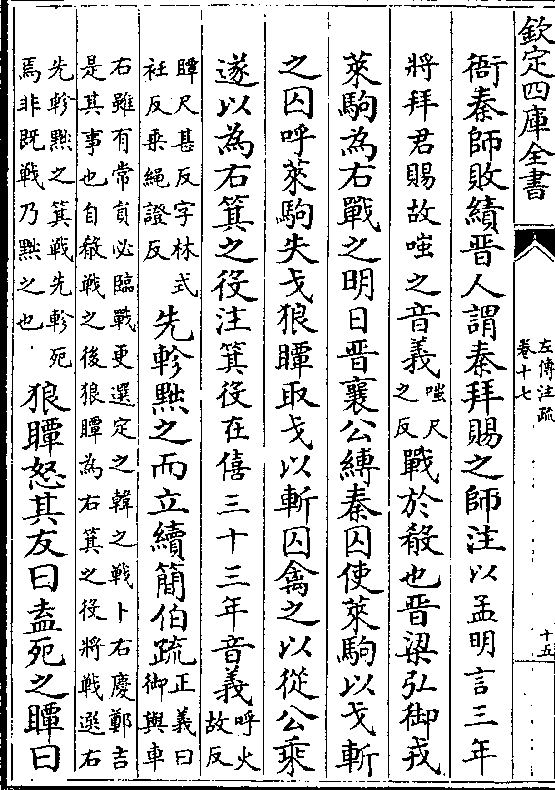 欽定四庫全書
左傳注疏
卷十七
十五
衙秦師敗績晉人謂秦拜賜之師注以孟明言三年
將拜君賜故嗤之音義嗤尺之反戰於殽也晉梁弘御戎
萊駒為右戰之明日晉襄公縛秦囚使萊駒以戈斬
之囚呼萊駒失戈狼瞫取戈以斬囚禽之以從公乘
遂以為右箕之役注箕役在僖三十三年音義呼火故反
瞫尺甚反字林式衽反乘繩證反先軫黜之而立續簡伯疏正義曰御與車
右雖有常員必臨戰更選定之韓之戰卜右慶鄭吉
是其事也自殽戰之後狼瞫為右箕之役將戰選右
先軫黜之箕戰先軫死焉非既戰乃黜之也狼瞫怒其友曰盍死之瞫曰